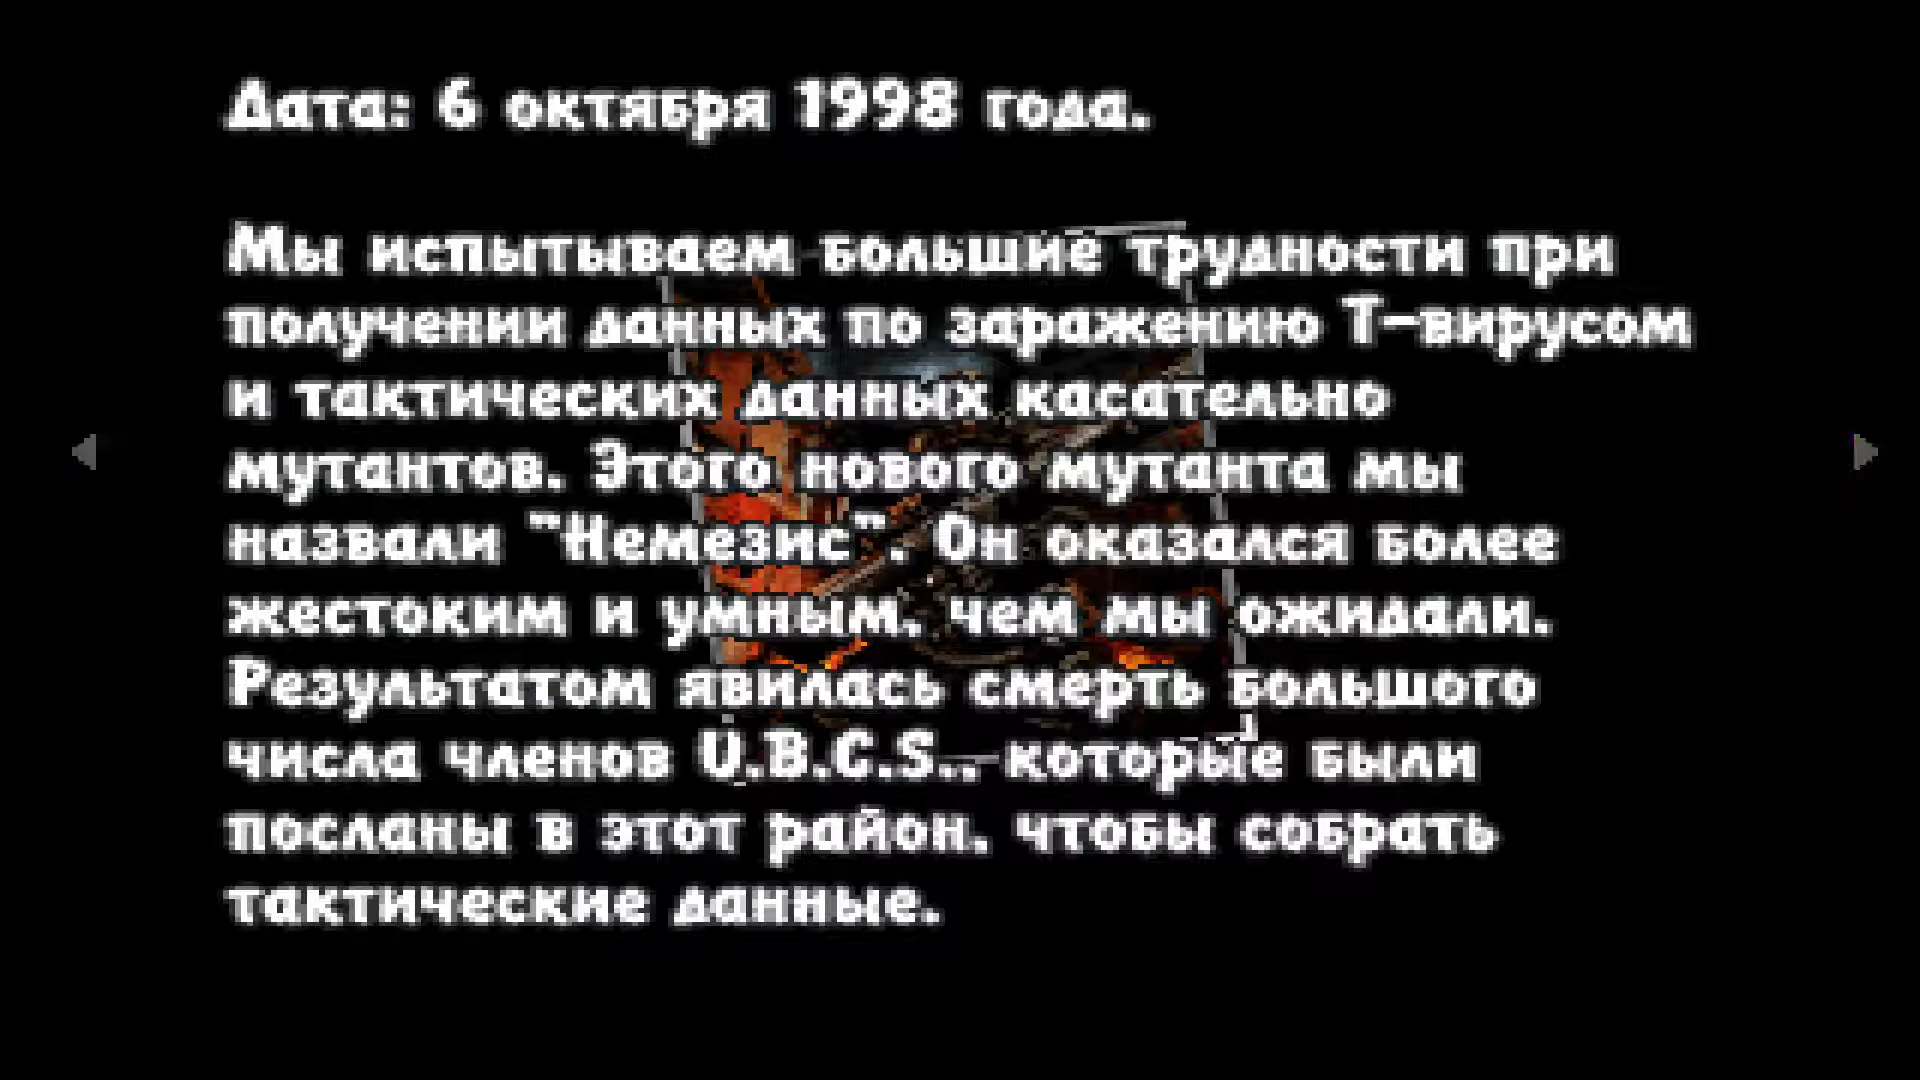 Дата: 6 октября 1998 года.
Мы испытываем большие трудности при
получении данных по заражению Т-вирусом
и тактических данных касательно
мутантов. Этого нового мутанта мы
назвали "Немезис". Он оказался более
жестоким и умным, чем мы ожидали.
Результатом явилась смерть большого
числа членов U.B.C.S., которые были
посланы в этот район, чтобы собрать
тактические данные.